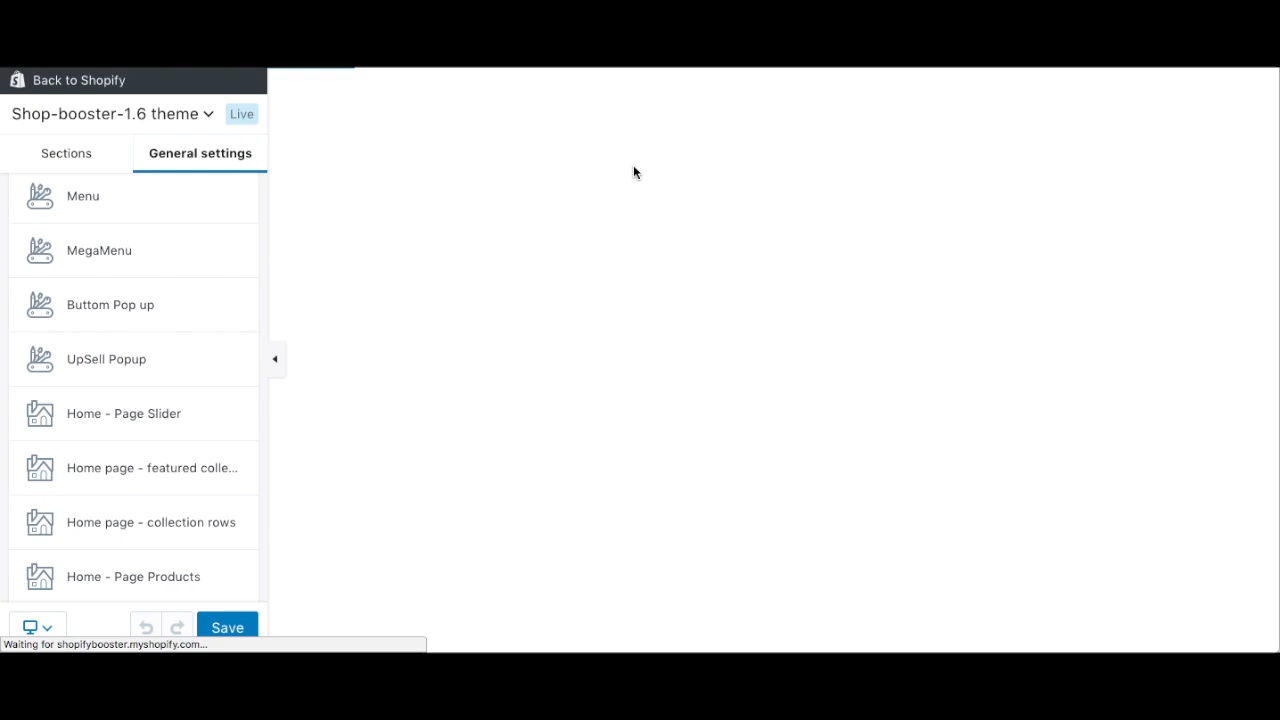 Back to Shopify
Shop-booster-1.6 theme Live
Sections General settings
Menu
MegaMenu
Buttom Pop up
UpSell Popup
Home - Page Slider
Home page - featured colle...
Home page - collection rows
Home - Page Products
Save
Waiting for shopifybooster.myshopify.com...